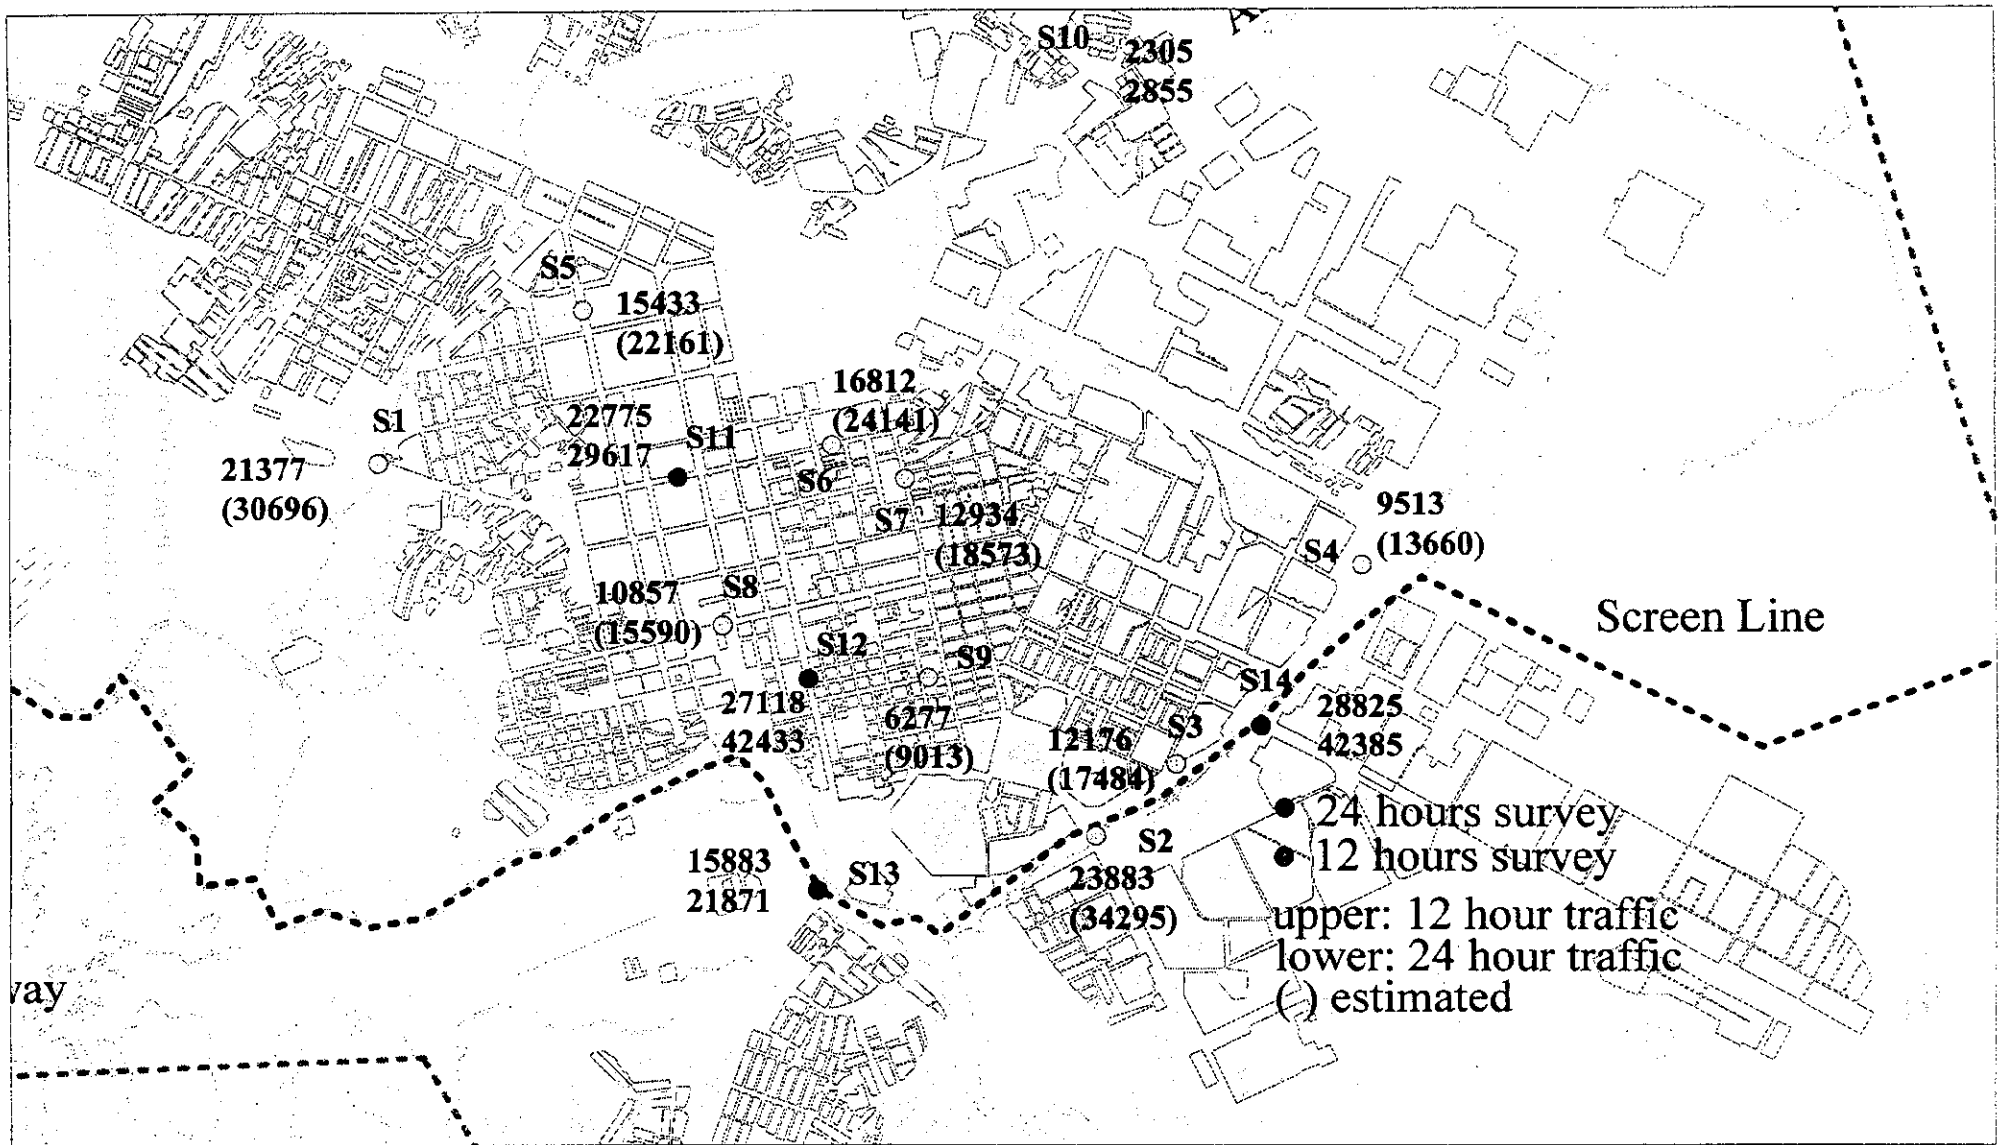 S10
2305
2855
S5
15433
(22161)
16812
(24141)
S1
22775
29617
S11
21377
(30696)
S6
S7
12934
(18573)
9513
(13660)
S4
10857
(15590)
S8
Screen Line
S12
S9
27118
42433
6277
(9013)
S14
28825
42385
12176
(17484)
S3
24 hours survey
12 hours survey
15883
21871
S13
S2
23883
(34295)
upper: 12 hour traffic
lower: 24 hour traffic
( ) estimated